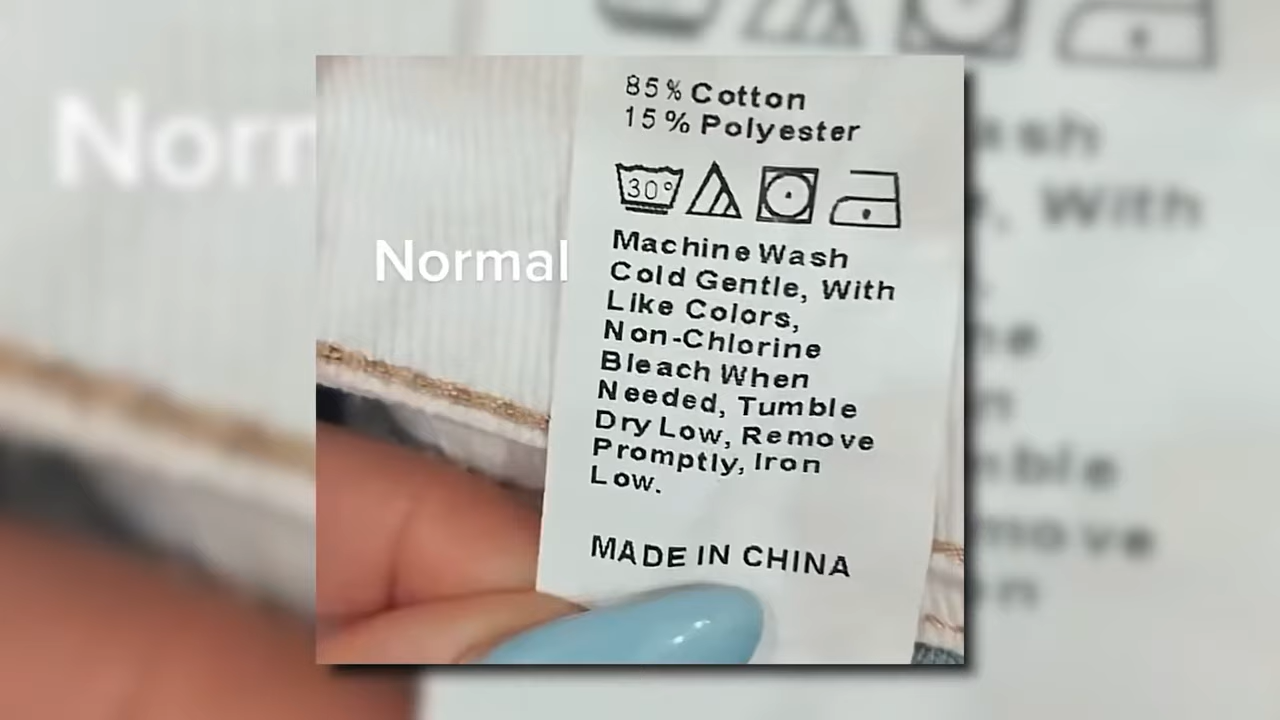 85% Cotton
15% Polyester
30°
Machine Wash
Cold Gentle, With
Like Colors,
Non-Chlorine
Bleach When
Needed, Tumble
Dry Low, Remove
Promptly, Iron
Low.
MADE IN CHINA
Normal